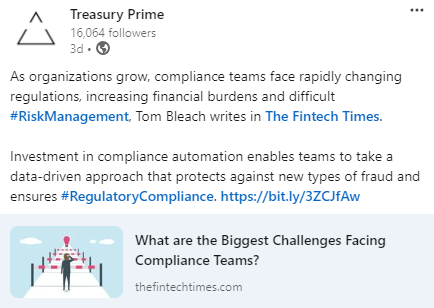 Treasury Prime
16,064 followers
3d •
As organizations grow, compliance teams face rapidly changing
regulations, increasing financial burdens and difficult
#RiskManagement, Tom Bleach writes in The Fintech Times.
Investment in compliance automation enables teams to take a
data-driven approach that protects against new types of fraud and
ensures #RegulatoryCompliance. https://bit.ly/3ZCJfAw
What are the Biggest Challenges Facing
Compliance Teams?
thefintechtimes.com